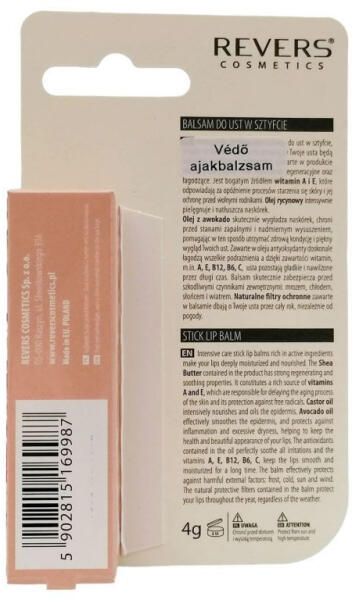 REVERS®
COSMETICS
BALSAM DO UST W SZTYFCIE
Védő
ajakbalzsam
do ust w sztyfcie,
Twoje usta będą
zawarte w produkcie
regeneracyjne oraz
łagodzące. Jest bogatym źródłem witamin A i E, które
odpowiadają za opóźnienie procesów starzenia się skóry i jej
ochronę przed wolnymi rodnikami. Olej rycynowy intensywnie
pielęgnuje i natłuszcza naskórek.
Olej z awokado skutecznie wygładza naskórek, chroni
przed stanami zapalnymi i nadmiernym wysuszeniem,
pomagając w ten sposób utrzymać zdrową kondycję i piękny
wygląd Twoich ust. Zawarte w oleju antyoksydanty doskonale
łagodzą wszelkie podrażnienia a dzięki zawartości witamin,
m.in. A, E, B12, B6, C, usta pozostają gładkie i nawilżone
przez długi czas. Balsam skutecznie zabezpiecza przed
szkodliwymi czynnikami zewnętrznymi: mrozem, chłodem,
słońcem i wiatrem. Naturalne filtry ochronne zawarte w
balsamie dbają o Twoje usta przez cały rok, niezależnie od
pogody.
STICK LIP BALM
EN Intensive care stick lip balms rich in active ingredients
make your lips deeply moisturized and nourished. The Shea
Butter contained in the product has strong regenerating and
soothing properties. It constitutes a rich source of vitamins
A and E, which are responsible for delaying the aging process
of the skin and its protection against free radicals. Castor oil
intensively nourishes and oils the epidermis. Avocado oil
effectively smoothes the epidermis, and protects against
inflammation and excessive dryness, helping to keep the
health and beautiful appearance of your lips. The antioxidants
contained in the oil perfectly soothe all irritations and the
vitamins A, E, B12, B6, C, keep the lips smooth and
moisturized for a long time. The balm effectively protects
against harmful external factors: frost, cold, sun and wind.
The natural protective filters contained in the balm protect
your lips throughout the year, regardless of weather.
4g
UWAGA
Chronić przed słońcem
i wysoką temperaturą
ATTENTION
Protect from sun and
high temperature
REVERS COSMETICS Sp. z o.o.
www.reverscosmetics.pl
Made in EU, POLAND
5 902815 169987